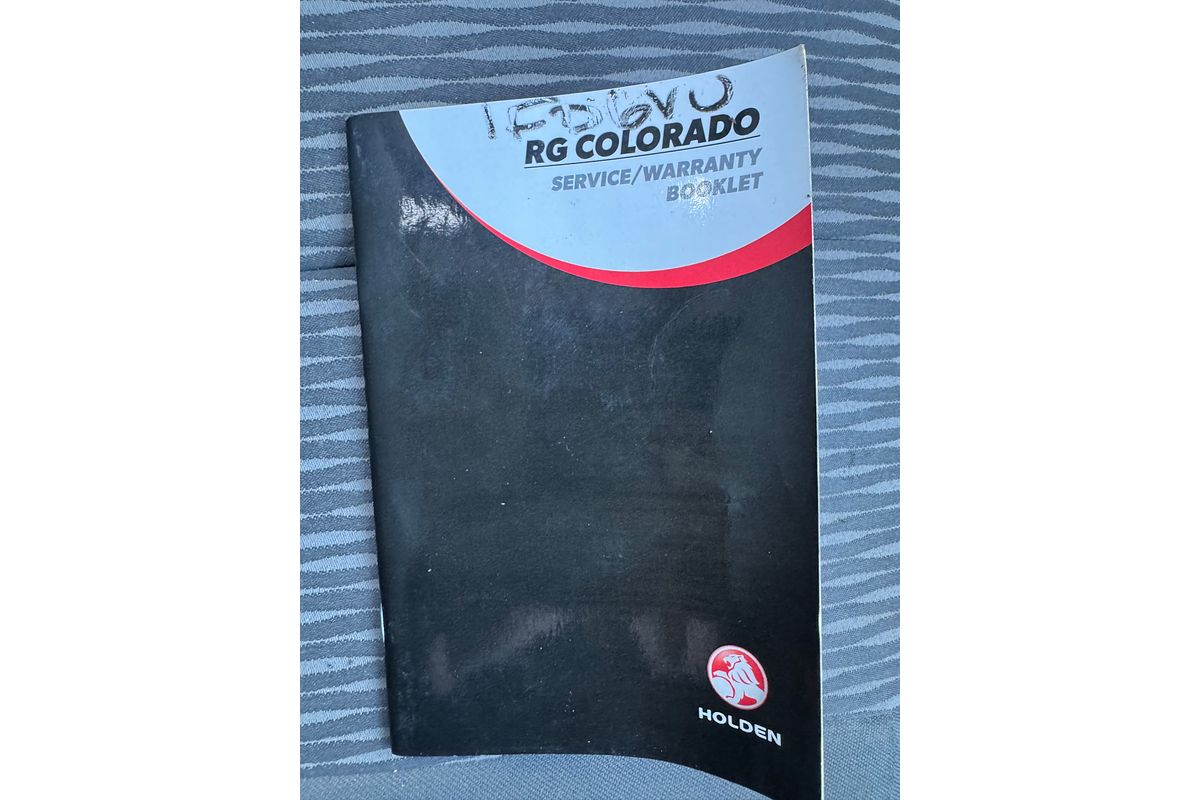 RG COLORADO
SERVICE/WARRANTY
BOOKLET
HOLDEN